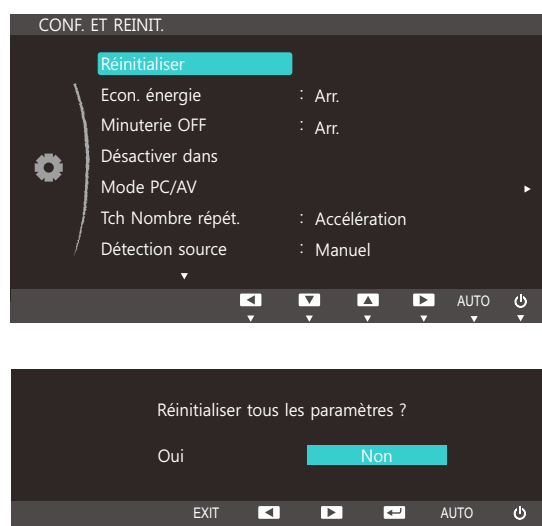 CONF. ET REINIT.
Réinitialiser
Econ. énergie : Arr.
Minuterie OFF : Arr.
Désactiver dans
Mode PC/AV
Tch Nombre répét. : Accélération
Détection source : Manuel
AUTO
Réinitialiser tous les paramètres ?
Oui Non
EXIT AUTO